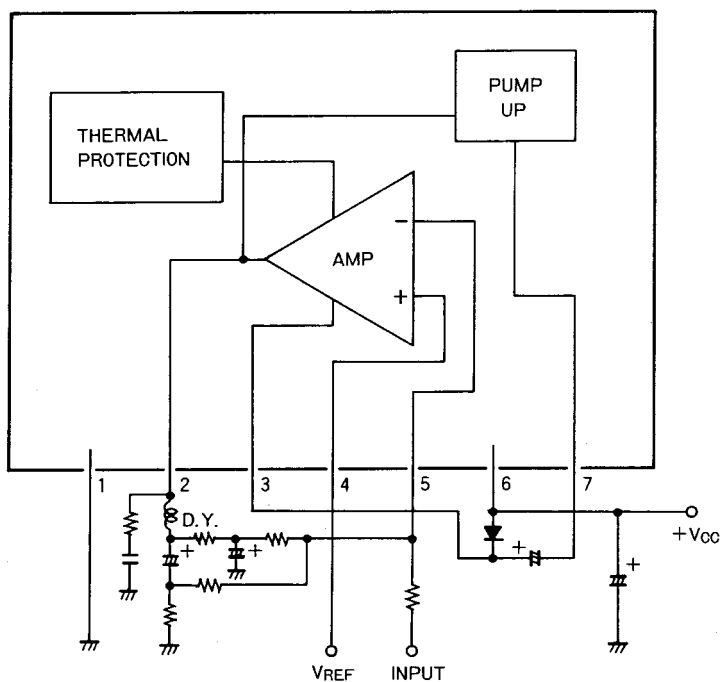 PUMP
UP
THERMAL
PROTECTION
−
AMP
+
1 2 3 4 5 6 7
D.Y.
+ + + +
+VCC
VREF INPUT